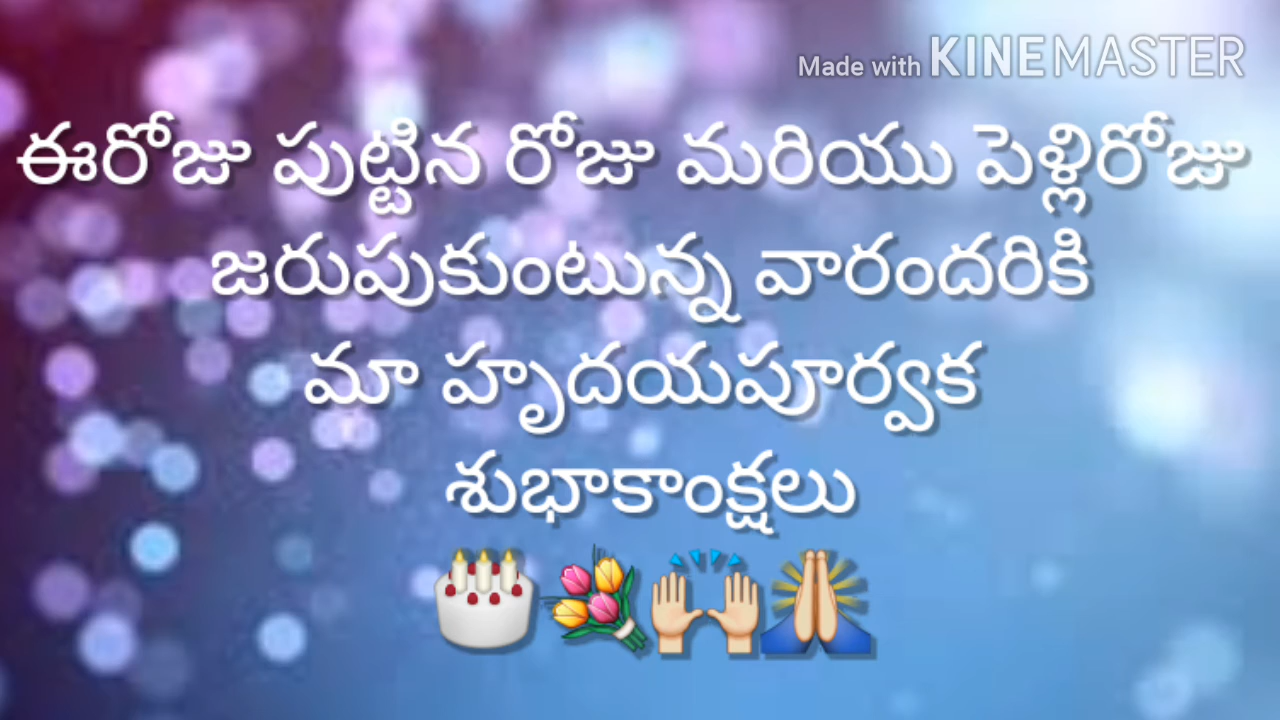 Made with KINEMASTER
ఈరోజు పుట్టిన రోజు మరియు పెళ్లిరోజు
జరుపుకుంటున్న వారందరికి
మా హృదయపూర్వక
శుభాకాంక్షలు
🎂💐🙌🙏